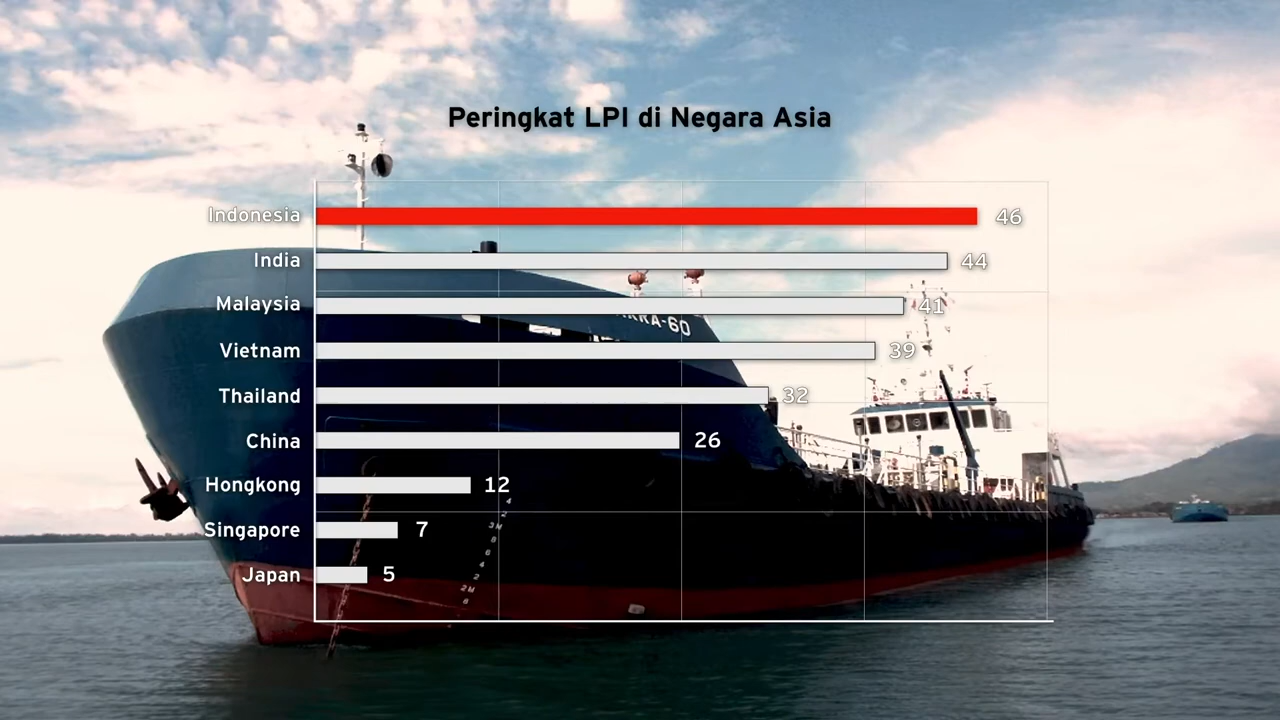 Peringkat LPI di Negara Asia
Indonesia 46
India 44
Malaysia 41
Vietnam 39
Thailand 32
China 26
Hongkong 12
Singapore 7
Japan 5